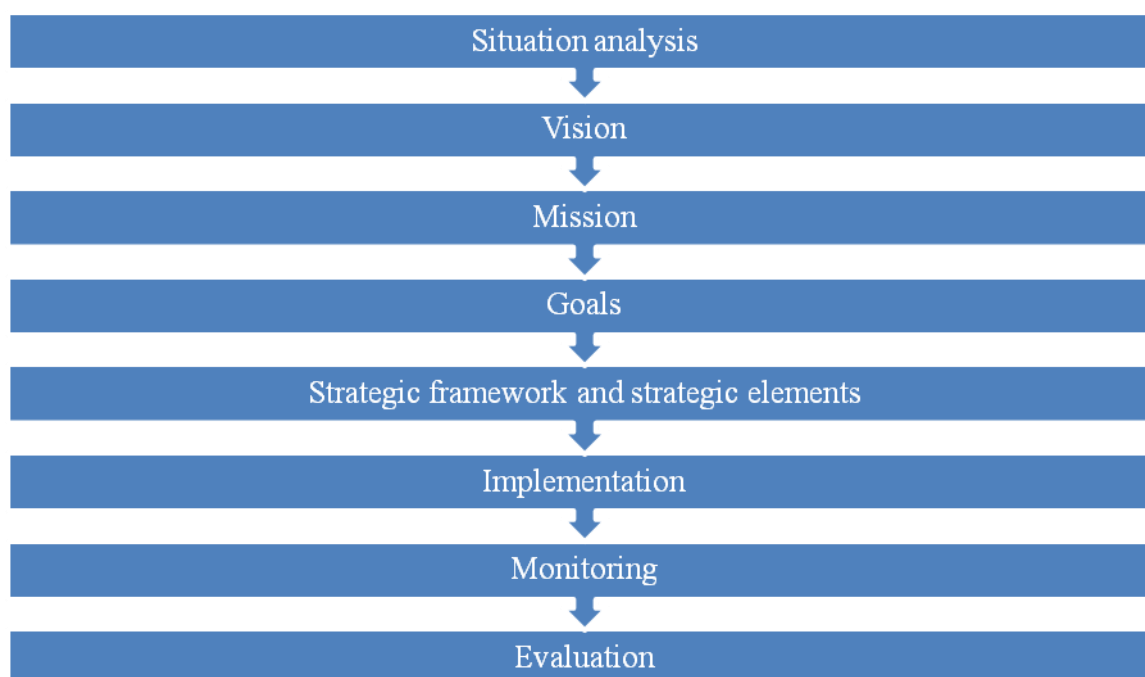 Situation analysis
Vision
Mission
Goals
Strategic framework and strategic elements
Implementation
Monitoring
Evaluation